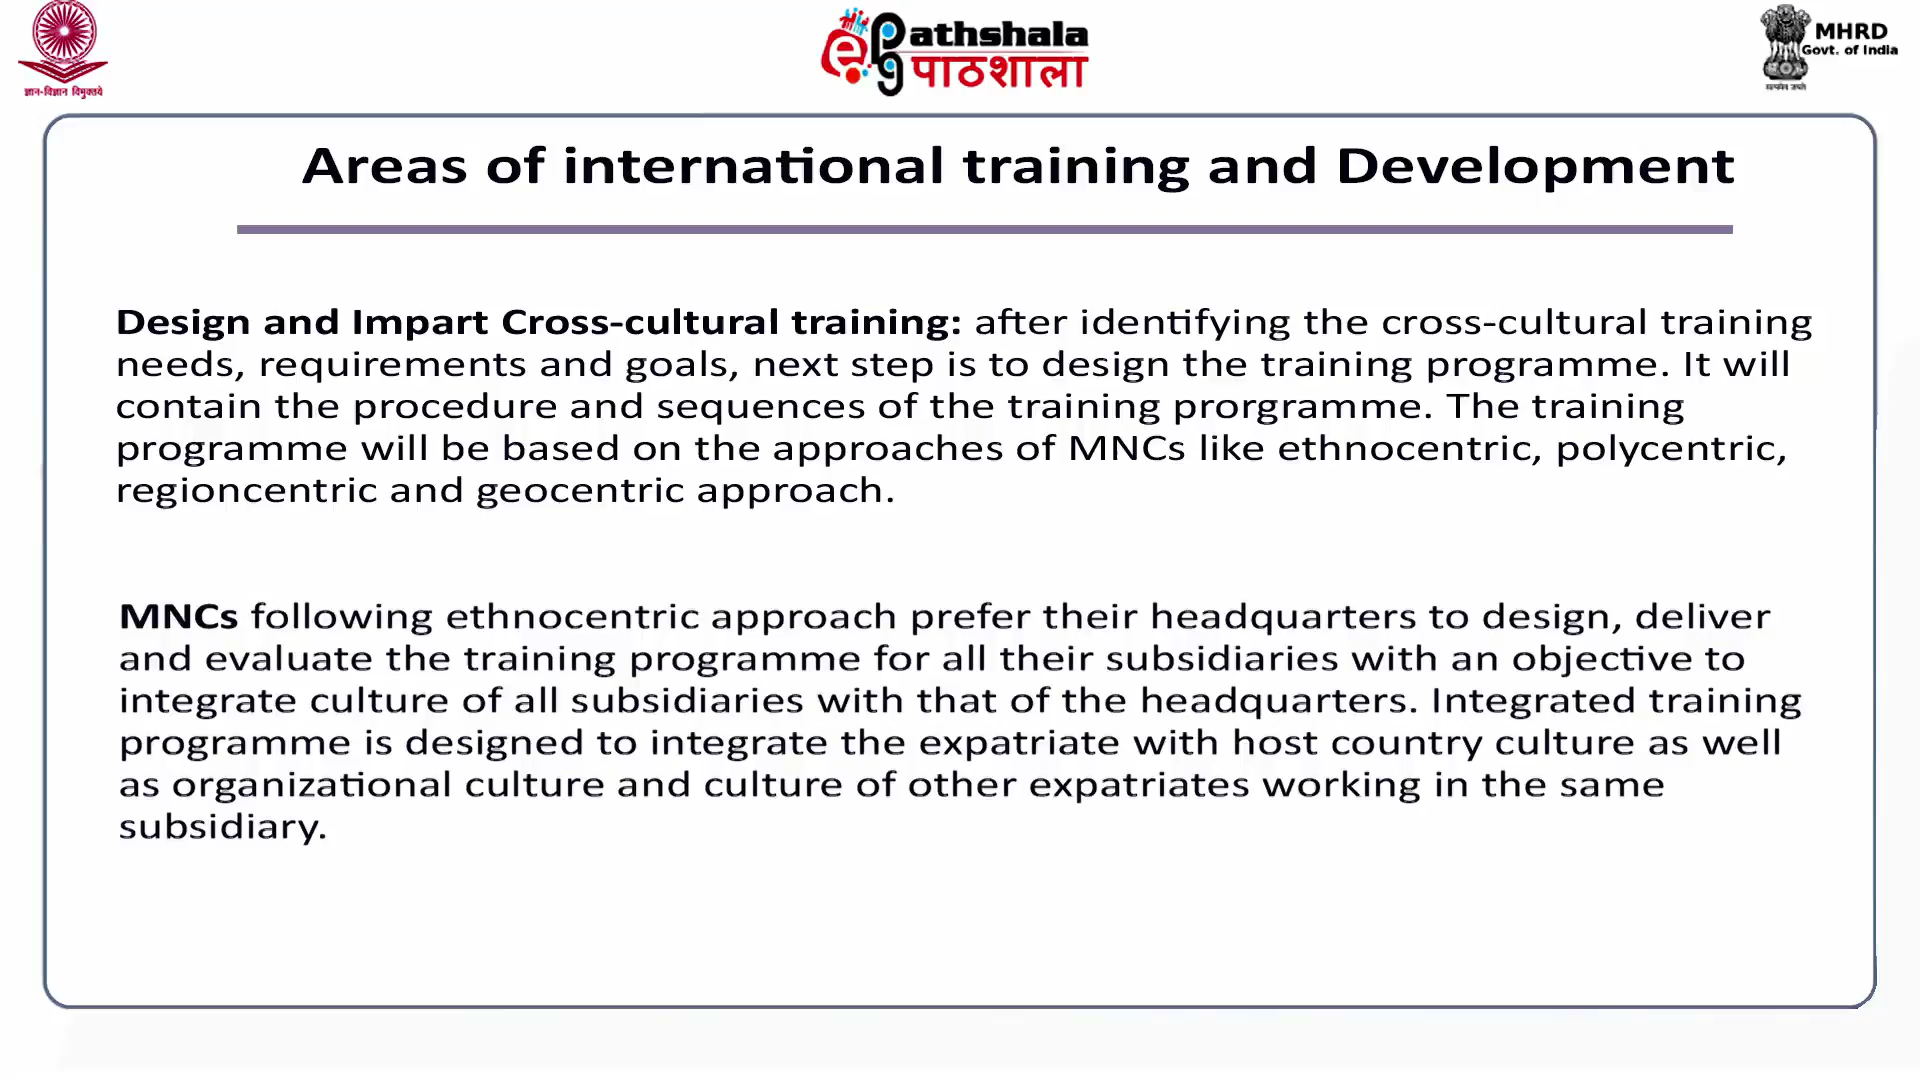 ज्ञान-विज्ञान विमुक्तये
ePathshala
पाठशाला
MHRD
Govt. of India
सत्यमेव जयते
Areas of international training and Development
Design and Impart Cross-cultural training: after identifying the cross-cultural training
needs, requirements and goals, next step is to design the training programme. It will
contain the procedure and sequences of the training prorgramme. The training
programme will be based on the approaches of MNCs like ethnocentric, polycentric,
regioncentric and geocentric approach.
MNCs following ethnocentric approach prefer their headquarters to design, deliver
and evaluate the training programme for all their subsidiaries with an objective to
integrate culture of all subsidiaries with that of the headquarters. Integrated training
programme is designed to integrate the expatriate with host country culture as well
as organizational culture and culture of other expatriates working in the same
subsidiary.